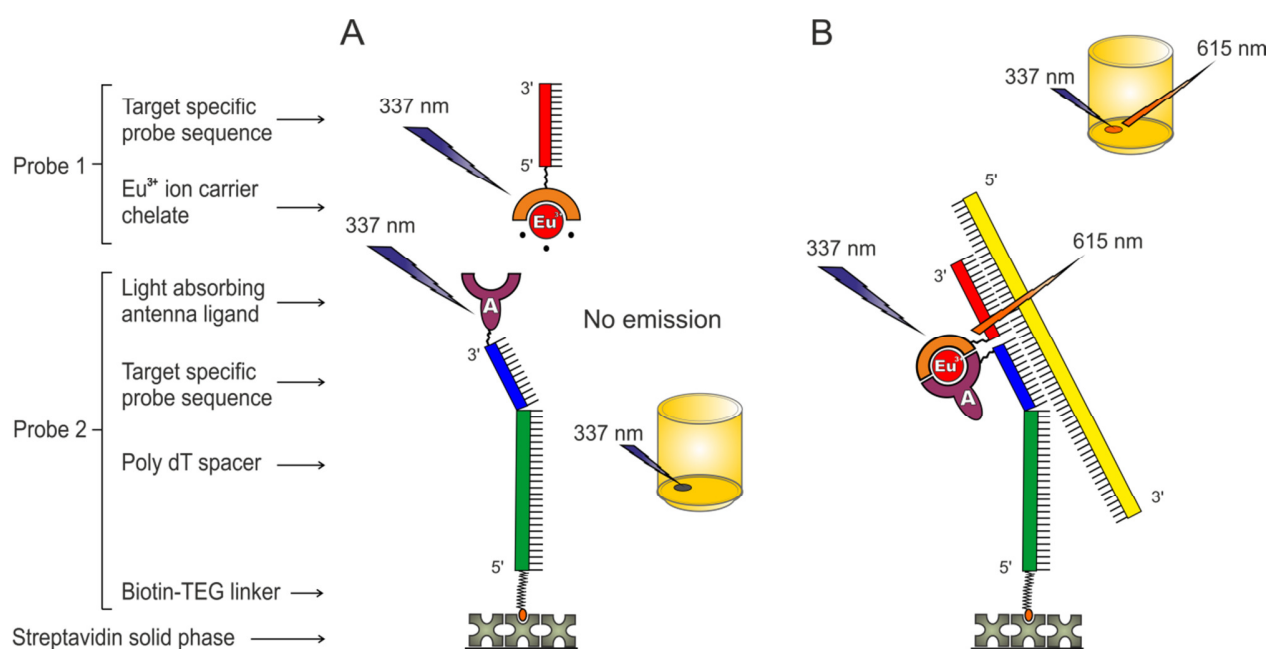 A
B
615 nm
337 nm
Target specific
probe sequence
3'
337 nm
5'
Probe 1
Eu³⁺ ion carrier
chelate
Eu³⁺
337 nm
5'
337 nm
615 nm
3'
Light absorbing
antenna ligand
A
No emission
3'
Eu³⁺
A
Target specific
probe sequence
Probe 2
337 nm
Poly dT spacer
3'
5'
5'
Biotin-TEG linker
Streptavidin solid phase